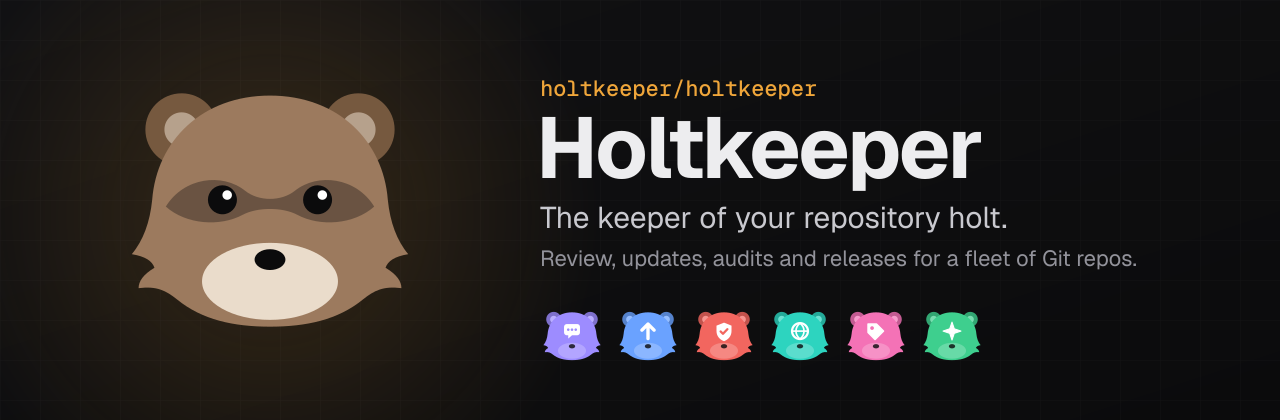 holtkeeper/holtkeeper
Holtkeeper
The keeper of your repository holt.
Review, updates, audits and releases for a fleet of Git repos.